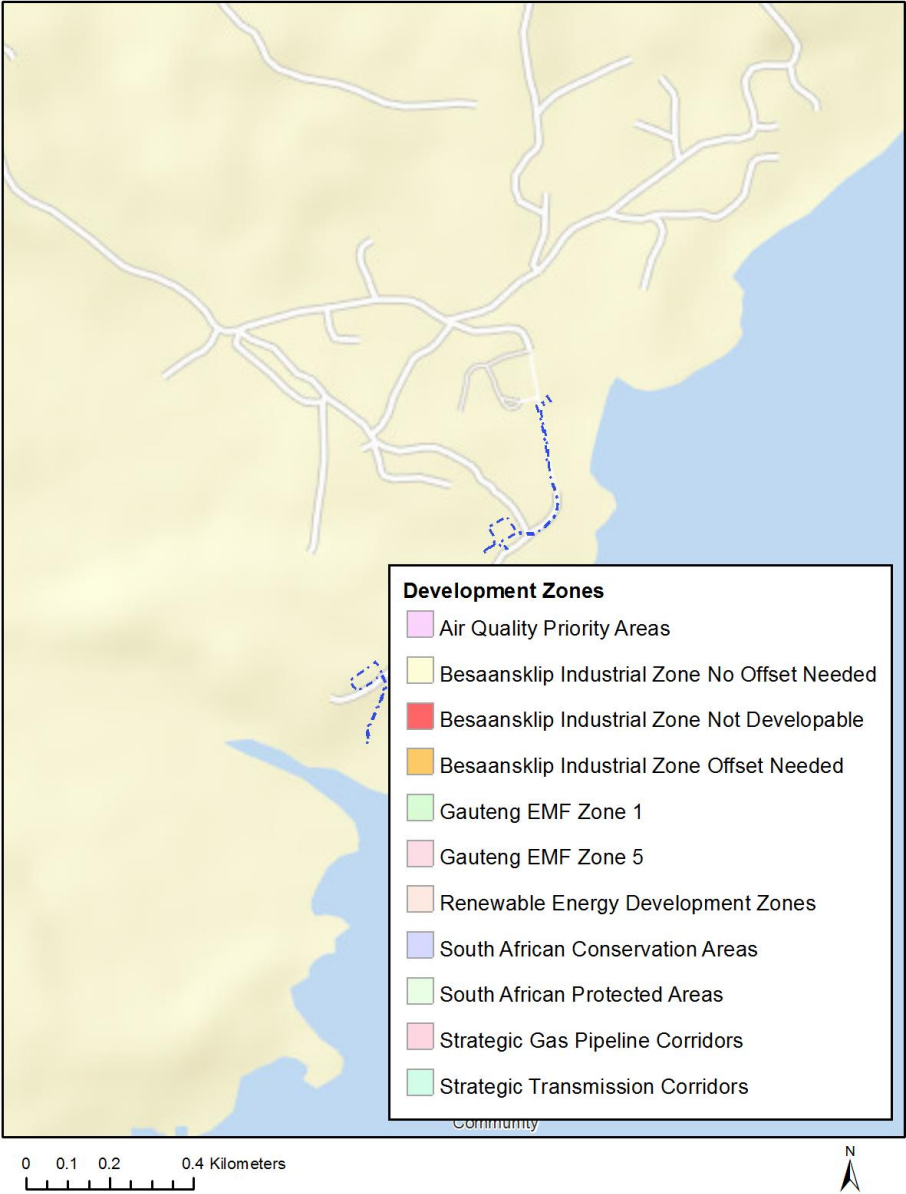 Development Zones
Air Quality Priority Areas
Besaansklip Industrial Zone No Offset Needed
Besaansklip Industrial Zone Not Developable
Besaansklip Industrial Zone Offset Needed
Gauteng EMF Zone 1
Gauteng EMF Zone 5
Renewable Energy Development Zones
South African Conservation Areas
South African Protected Areas
Strategic Gas Pipeline Corridors
Strategic Transmission Corridors
Community
0 0.1 0.2 0.4 Kilometers
N